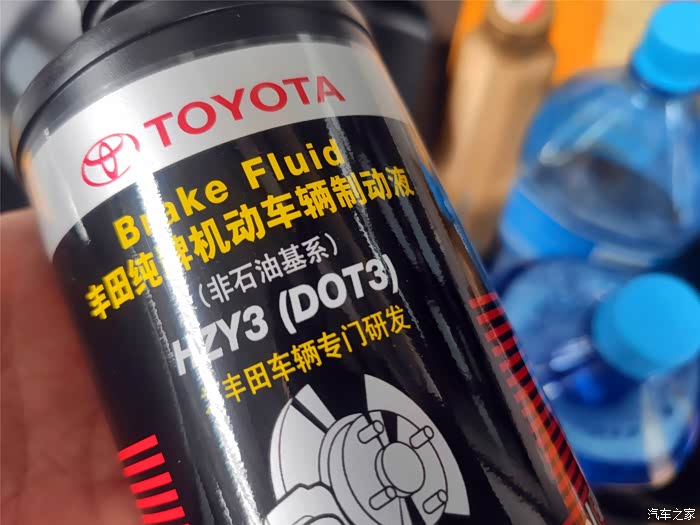 TOYOTA
Brake Fluid
丰田纯牌机动车辆制动液
(非石油基系)
HZY3 (DOT3)
丰田车辆专门研发
汽车之家